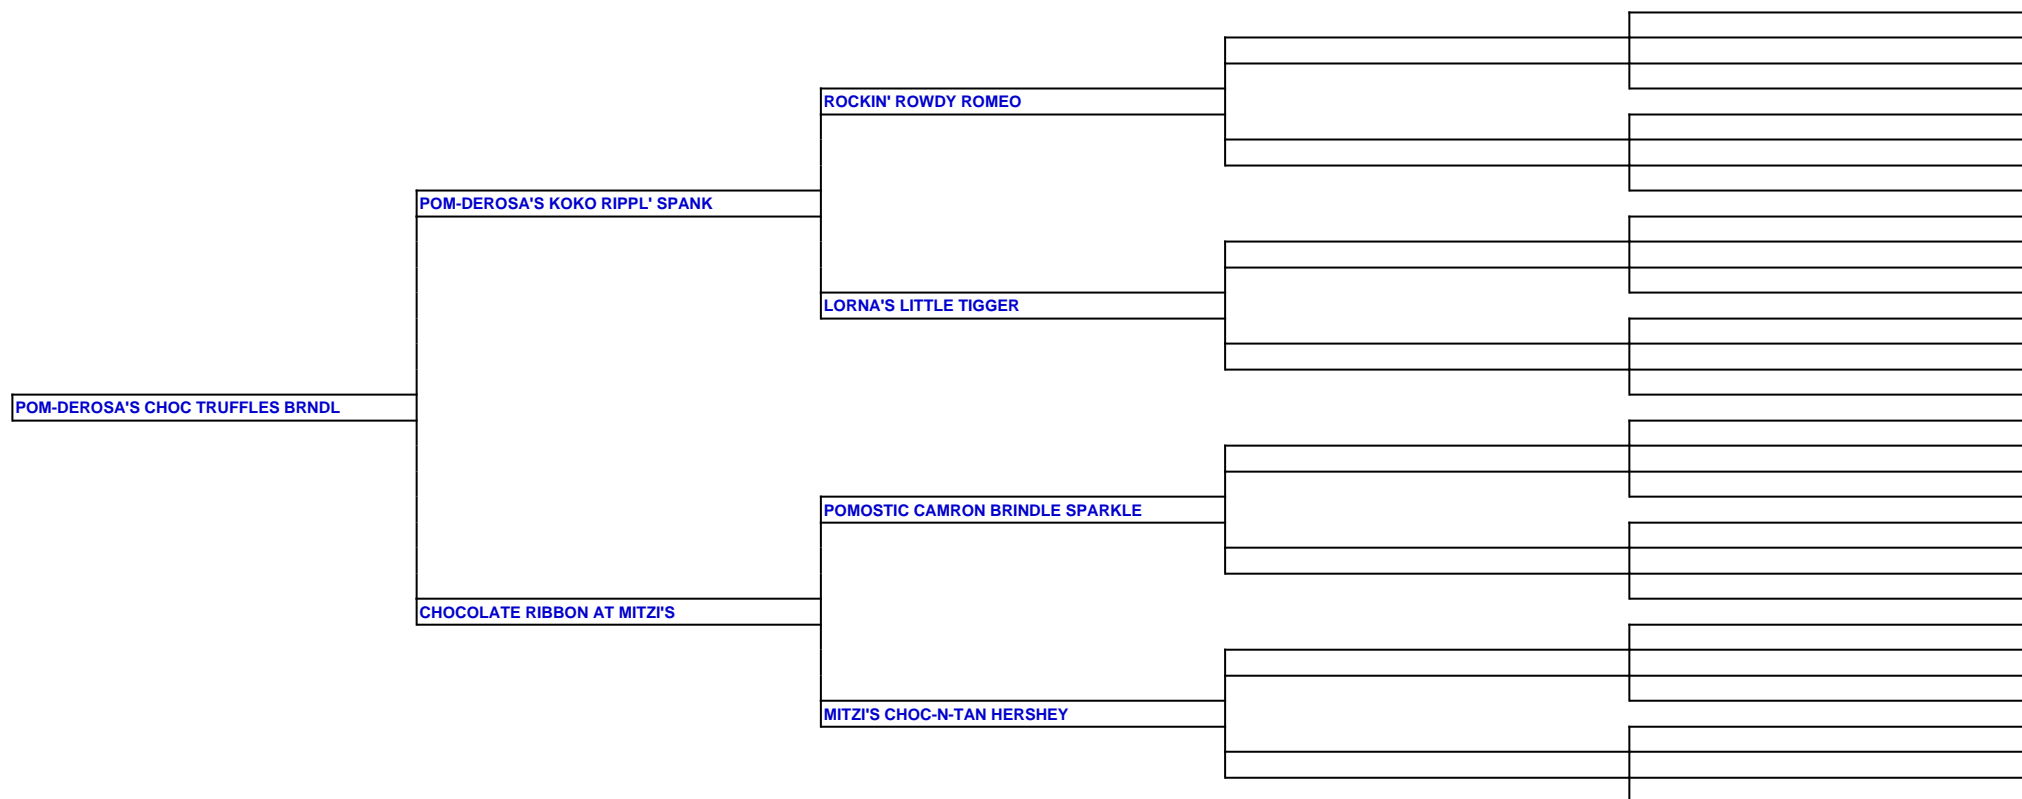 ROCKIN' ROWDY ROMEO
POM-DEROSA'S KOKO RIPPL' SPANK
LORNA'S LITTLE TIGGER
POM-DEROSA'S CHOC TRUFFLES BRNDL
POMOSTIC CAMRON BRINDLE SPARKLE
CHOCOLATE RIBBON AT MITZI'S
MITZI'S CHOC-N-TAN HERSHEY